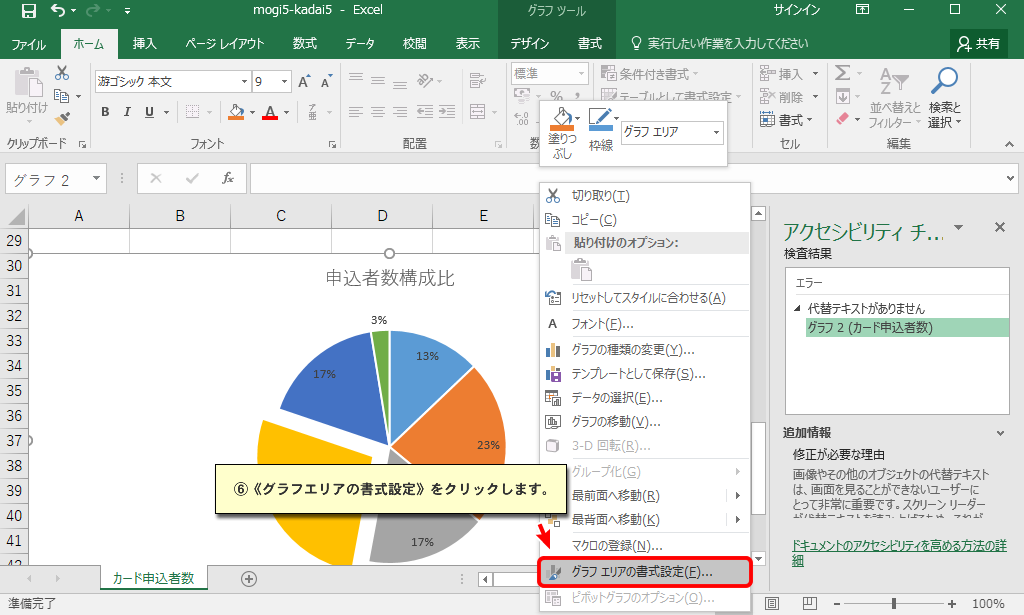 mogi5-kadai5 - Excel
グラフ ツール
サインイン
ファイル ホーム 挿入 ページ レイアウト 数式 データ 校閲 表示 デザイン 書式 実行したい作業を入力してください 共有
貼り付け
クリップボード
游ゴシック 本文 9
B I U
フォント
配置
標準
条件付き書式
テーブルとして書式設定
挿入
削除
書式
セル
並べ替えと
フィルター
検索と
選択
編集
塗りつ
ぶし
枠線
グラフ エリア
グラフ 2
fx
A B C D E
29
30
31
32
33
34
35
36
37
38
39
40
41
申込者数構成比
3%
13%
17%
23%
17%
⑥《グラフエリアの書式設定》をクリックします。
切り取り(T)
コピー(C)
貼り付けのオプション:
リセットしてスタイルに合わせる(A)
フォント(F)...
グラフの種類の変更(Y)...
テンプレートとして保存(S)...
データの選択(E)...
グラフの移動(V)...
3-D 回転(R)...
グループ化(G)
最前面へ移動(R)
最背面へ移動(K)
マクロの登録(N)...
グラフ エリアの書式設定(F)...
ピボットグラフのオプション(O)...
アクセシビリティ チ...
検査結果
エラー
代替テキストがありません
グラフ 2 (カード申込者数)
追加情報
修正が必要な理由
画像やその他のオブジェクトの代替テキスト
は、画面を見ることができないユーザーに
とって非常に重要です。スクリーン リーダー
ドキュメントのアクセシビリティを高める方法の詳
細
カード申込者数
準備完了
100%